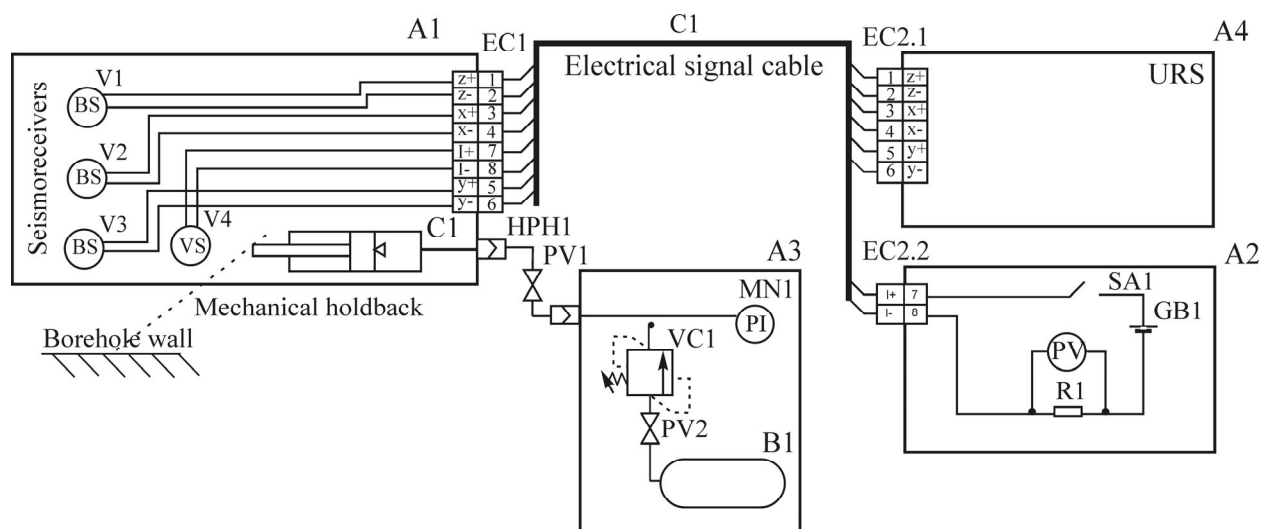 A1
Seismoreceivers
V1
BS
V2
BS
V3
BS
V4
VS
C1
EC1
z+ 1
z- 2
x+ 3
x- 4
I+ 7
I- 8
y+ 5
y- 6
C1
Electrical signal cable
EC2.1
A4
URS
1 z+
2 z-
3 x+
4 x-
5 y+
6 y-
HPH1
PV1
Mechanical holdback
Borehole wall
A3
MN1
PI
VC1
PV2
B1
EC2.2
A2
I+ 7
I- 8
SA1
GB1
PV
R1